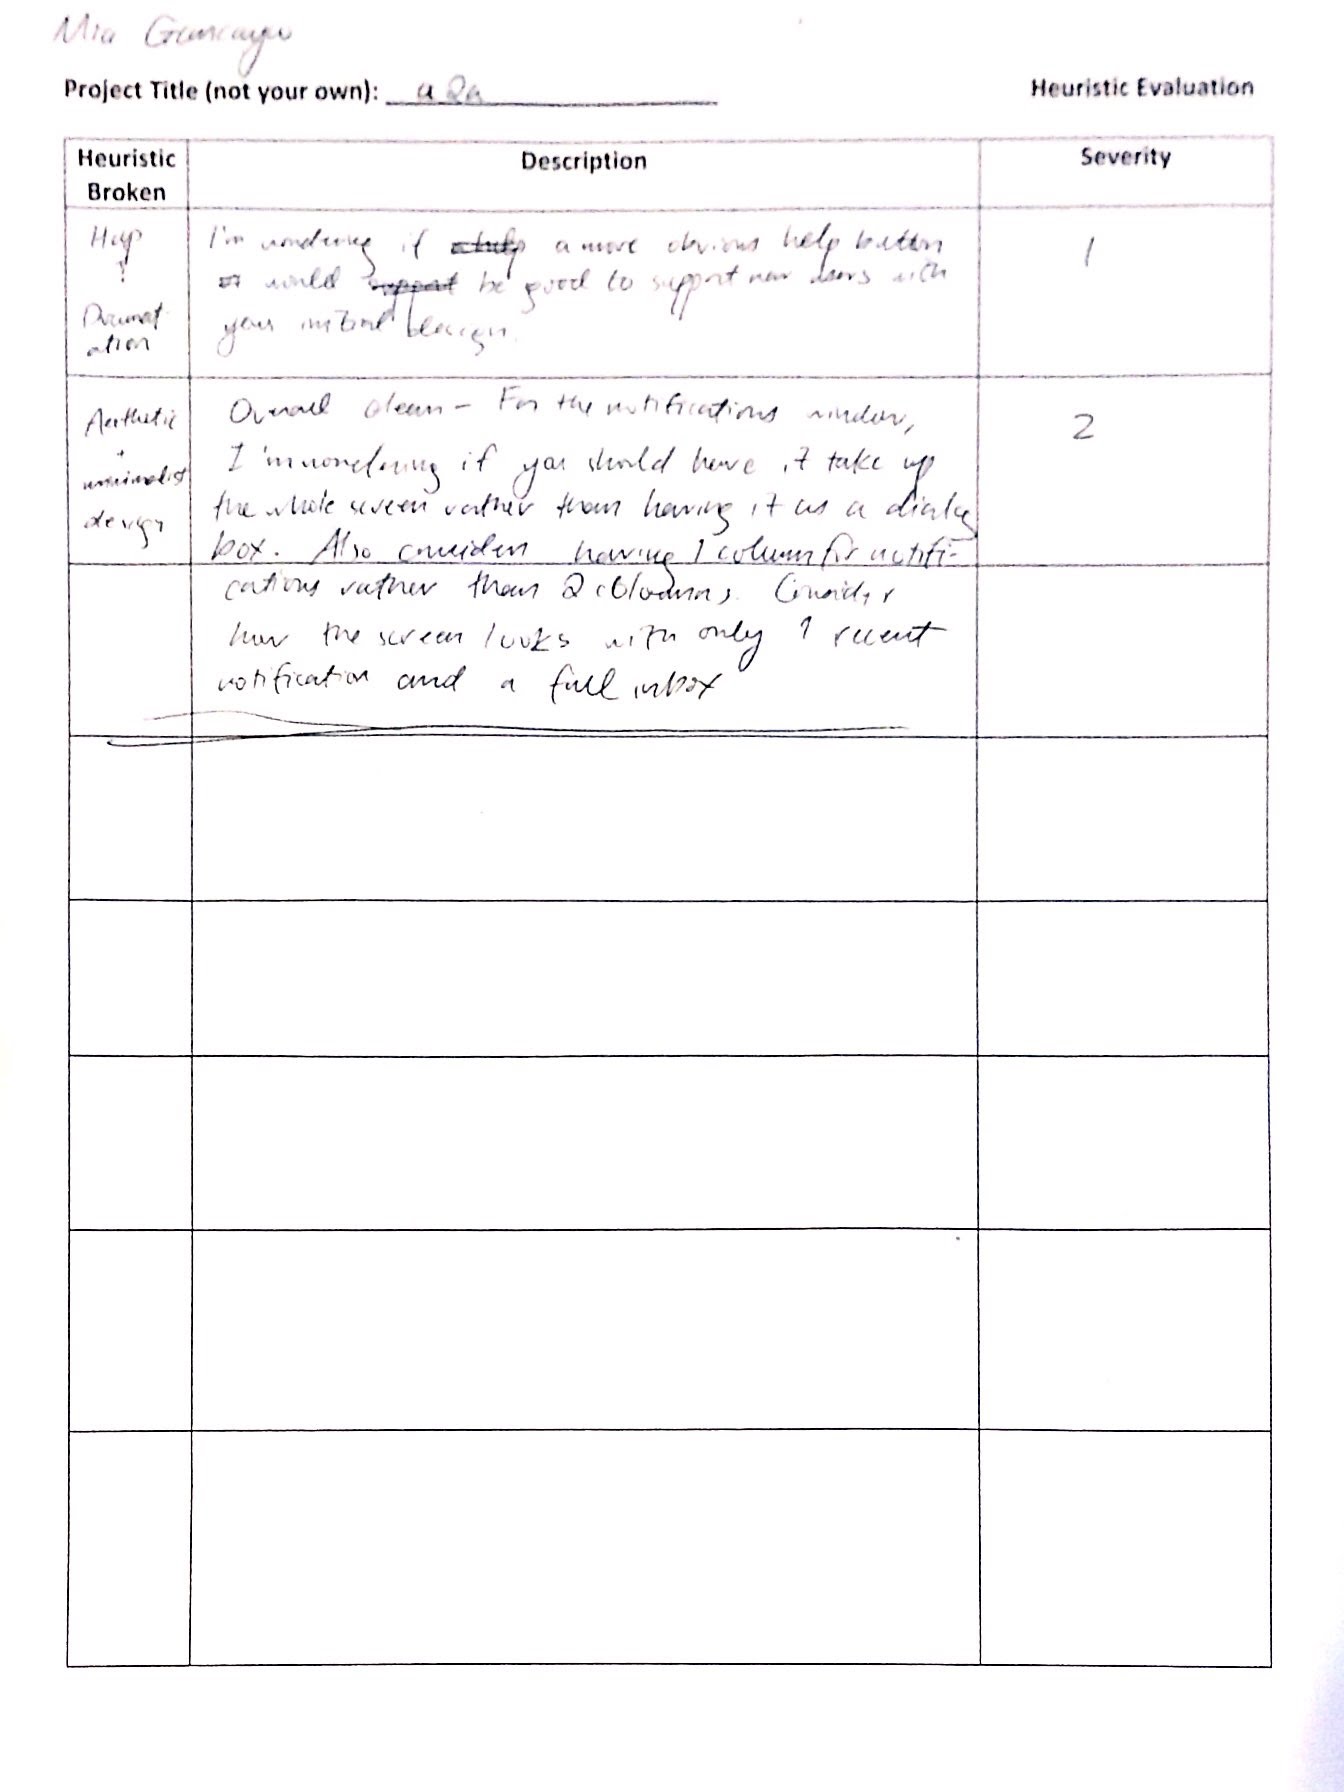 Mia
Project Title (not your own): a2a
Heuristic Evaluation
Heuristic Broken
Description
Severity
Help
Documentation
I'm wondering if a more obvious help button
would be good to support new users with
your initial design.
1
Aesthetic
+
minimalist
design
Overall clean - For the notifications window,
I'm wondering if you should have it take up
the whole screen rather than having it as a dialog
box. Also consider having 1 column for notifi-
cations rather than 2 columns. Consider
how the screen looks with only 1 recent
notification and a full inbox
2